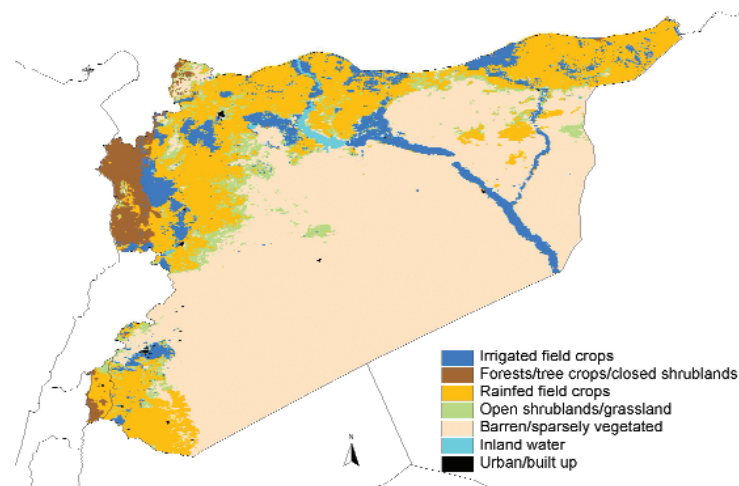 Irrigated field crops
Forests/tree crops/closed shrublands
Rainfed field crops
Open shrublands/grassland
Barren/sparsely vegetated
Inland water
Urban/built up
N